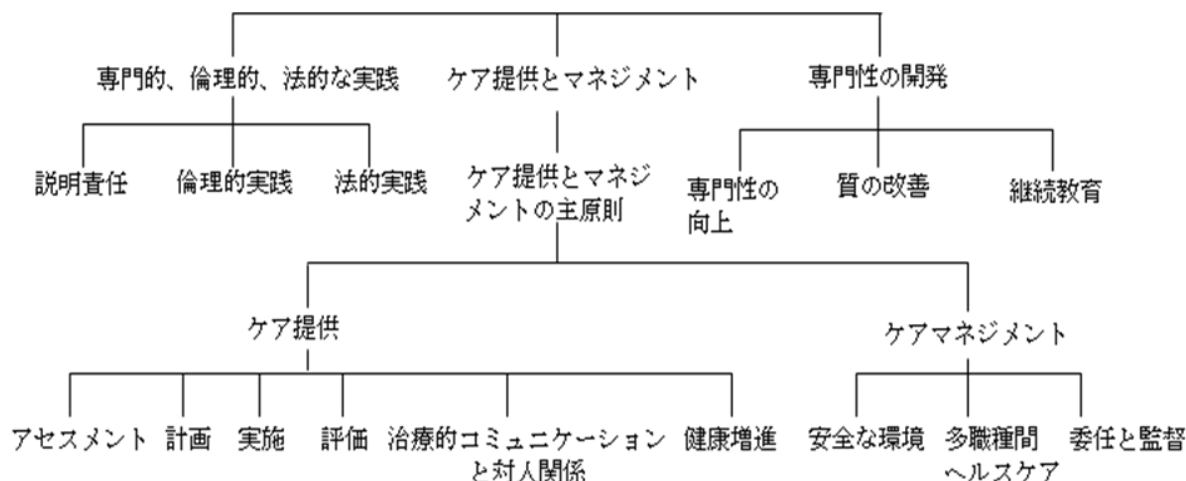 専門的、倫理的、法的な実践
ケア提供とマネジメント
専門性の開発
説明責任
倫理的実践
法的実践
ケア提供とマネジ
メントの主原則
専門性の
向上
質の改善
継続教育
ケア提供
ケアマネジメント
アセスメント
計画
実施
評価
治療的コミュニケーション
と対人関係
健康増進
安全な環境
多職種間
ヘルスケア
委任と監督